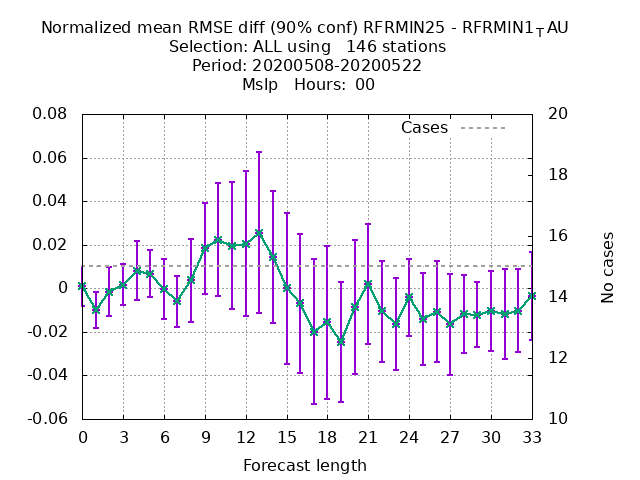 Normalized mean RMSE diff (90% conf) RFRMIN25 - RFRMIN1TAU
Selection: ALL using   146 stations
Period: 20200508-20200522
Mslp   Hours: 00
0.08
0.06
0.04
0.02
0
-0.02
-0.04
-0.06
Cases
20
18
16
14
12
10
No cases
0 3 6 9 12 15 18 21 24 27 30 33
Forecast length